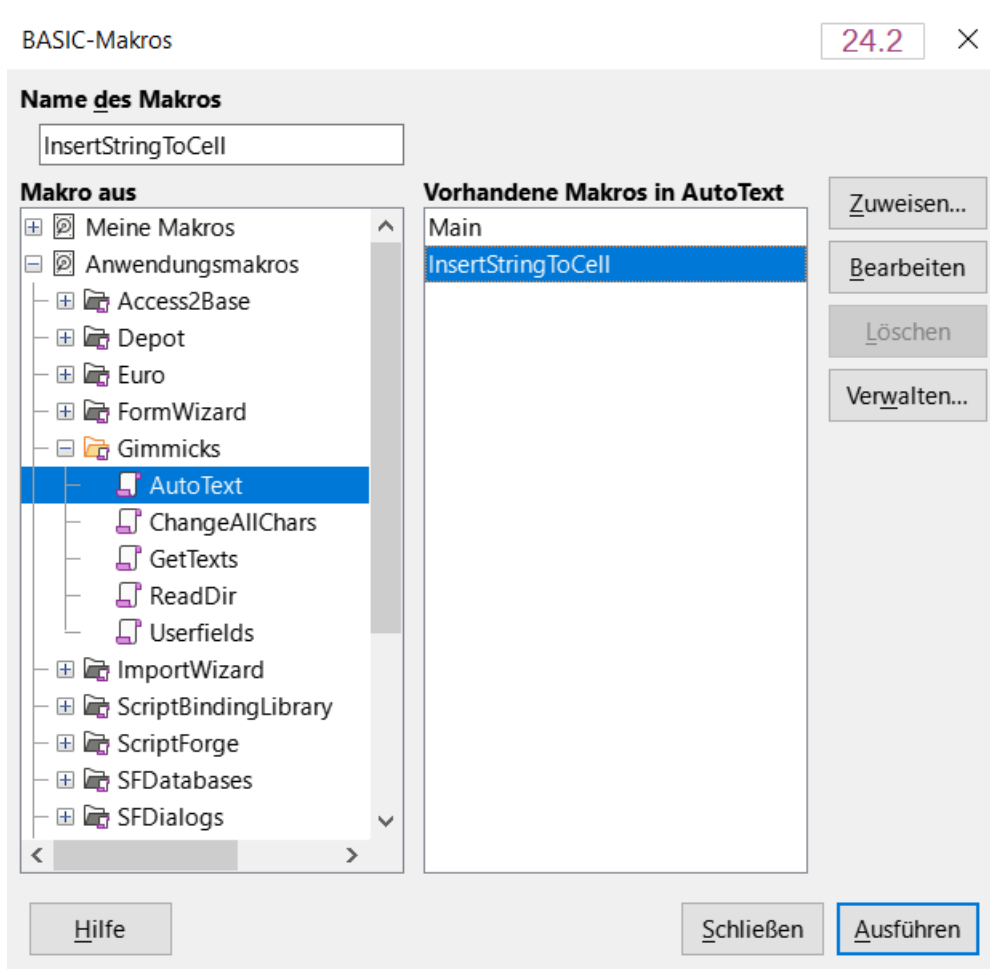 BASIC-Makros
24.2
Name des Makros
InsertStringToCell
Makro aus
Meine Makros
Anwendungsmakros
Access2Base
Depot
Euro
FormWizard
Gimmicks
AutoText
ChangeAllChars
GetTexts
ReadDir
Userfields
ImportWizard
ScriptBindingLibrary
ScriptForge
SFDatabases
SFDialogs
Vorhandene Makros in AutoText
Main
InsertStringToCell
Zuweisen...
Bearbeiten
Löschen
Verwalten...
Hilfe
Schließen
Ausführen